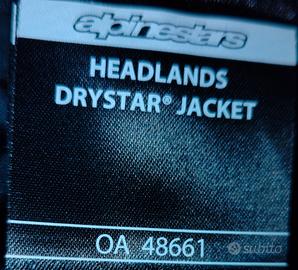 alpinestars
HEADLANDS
DRYSTAR® JACKET
OA 48661
subito